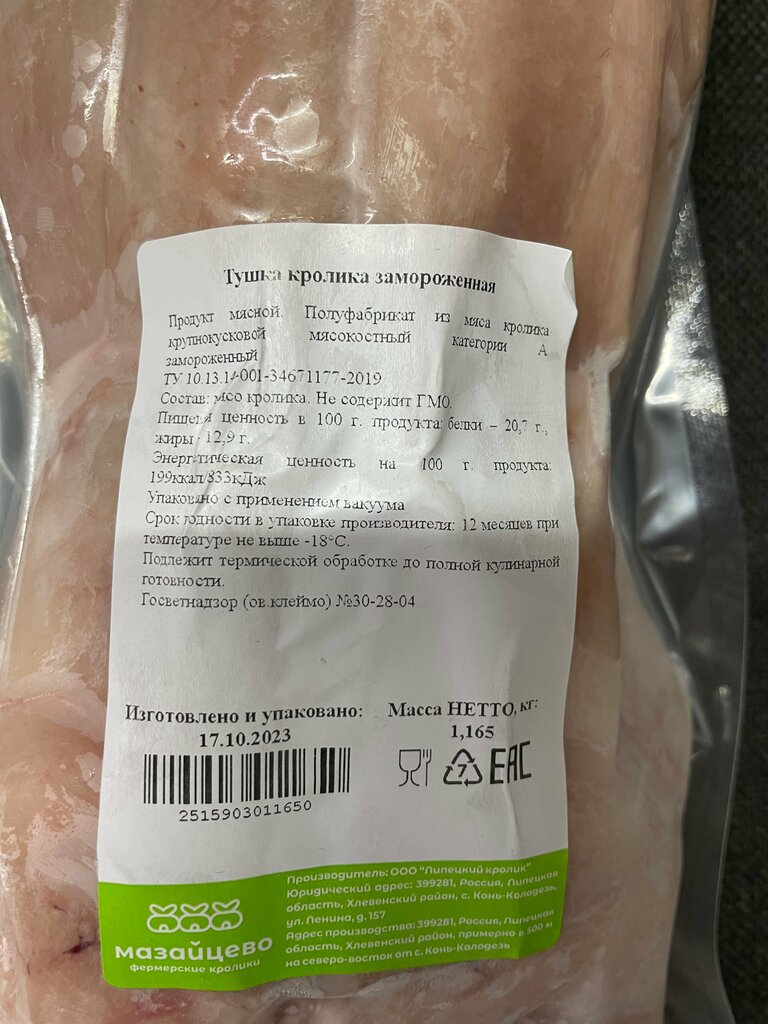 Тушка кролика замороженная
Продукт мясной. Полуфабрикат из мяса кролика
крупнокусковой мясокостный категории А
замороженный
ТУ 10.13.14-001-34671177-2019
Состав: мясо кролика. Не содержит ГМО.
Пищевая ценность в 100 г. продукта: белки – 20,7 г.,
жиры - 12,9 г.
Энергетическая ценность на 100 г. продукта:
199ккал/833кДж
Упаковано с применением вакуума
Срок годности в упаковке производителя: 12 месяцев при
температуре не выше -18°С.
Подлежит термической обработке до полной кулинарной
готовности.
Госветнадзор (ов.клеймо) №30-28-04
Изготовлено и упаковано: Масса НЕТТО, кг:
17.10.2023 1,165
2515903011650
7 ЕАС
Производитель: ООО "Липецкий кролик"
Юридический адрес: 399281, Россия, Липецкая
область, Хлевенский район, с. Конь-Колодезь,
ул. Ленина, д. 157
Адрес производства: 399281, Россия, Липецкая
область, Хлевенский район, примерно в 500 м
на северо-восток от с. Конь-Колодезь
мазайцево
фермерские кролики